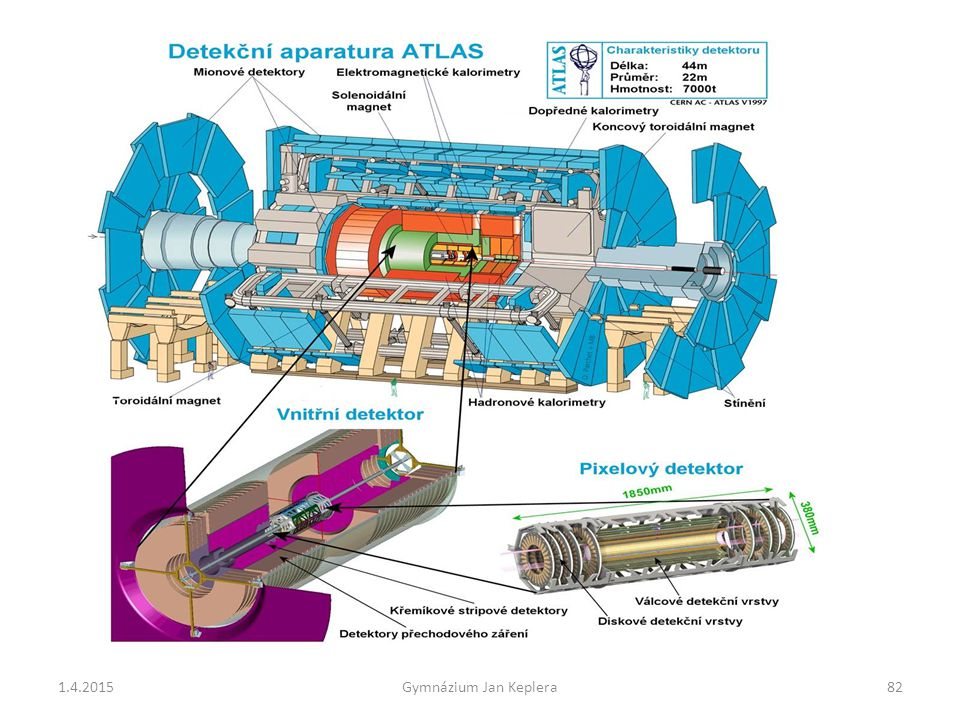 Detekční aparatura ATLAS
ATLAS
Charakteristiky detektoru
Délka: 44m
Průměr: 22m
Hmotnost: 7000t
CERN AC - ATLAS V1997
Mionové detektory
Elektromagnetické kalorimetry
Solenoidální
magnet
Dopředné kalorimetry
Koncový toroidální magnet
Toroidální magnet
Hadronové kalorimetry
Stínění
Vnitřní detektor
Pixelový detektor
1850mm
380mm
Křemíkové stripové detektory
Detektory přechodového záření
Válcové detekční vrstvy
Diskové detekční vrstvy
1.4.2015
Gymnázium Jan Keplera
82